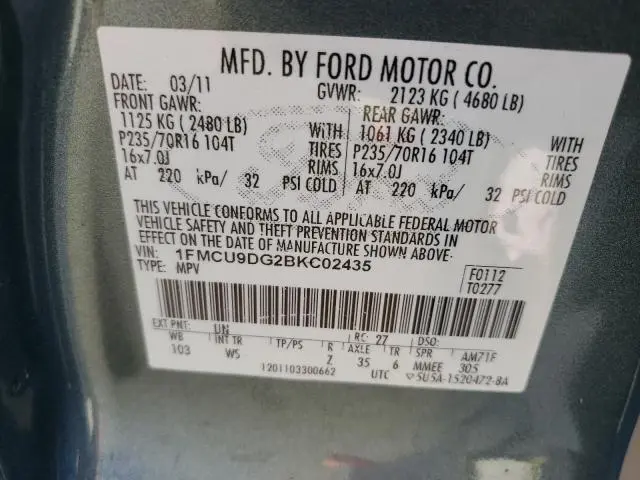 MFD. BY FORD MOTOR CO.
DATE: 03/11 GVWR: 2123 KG ( 4680 LB)
FRONT GAWR: REAR GAWR:
1125 KG ( 2480 LB) WITH 1061 KG ( 2340 LB) WITH
P235/70R16 104T TIRES P235/70R16 104T TIRES
16x7.0J RIMS 16x7.0J RIMS
AT 220 kPa/ 32 PSI COLD AT 220 kPa/ 32 PSI COLD
THIS VEHICLE CONFORMS TO ALL APPLICABLE FEDERAL MOTOR
VEHICLE SAFETY AND THEFT PREVENTION STANDARDS IN
EFFECT ON THE DATE OF MANUFACTURE SHOWN ABOVE.
VIN: 1FMCU9DG2BKC02435 F0112
TYPE: MPV T0277
EXT PNT: UN RC: 27 DSO:
WB INT TR TP/PS R AXLE TR SPR AM71F
103 WS Z 35 6 MMEE 305
1201103300662 UTC 5U5A-1520472-BA